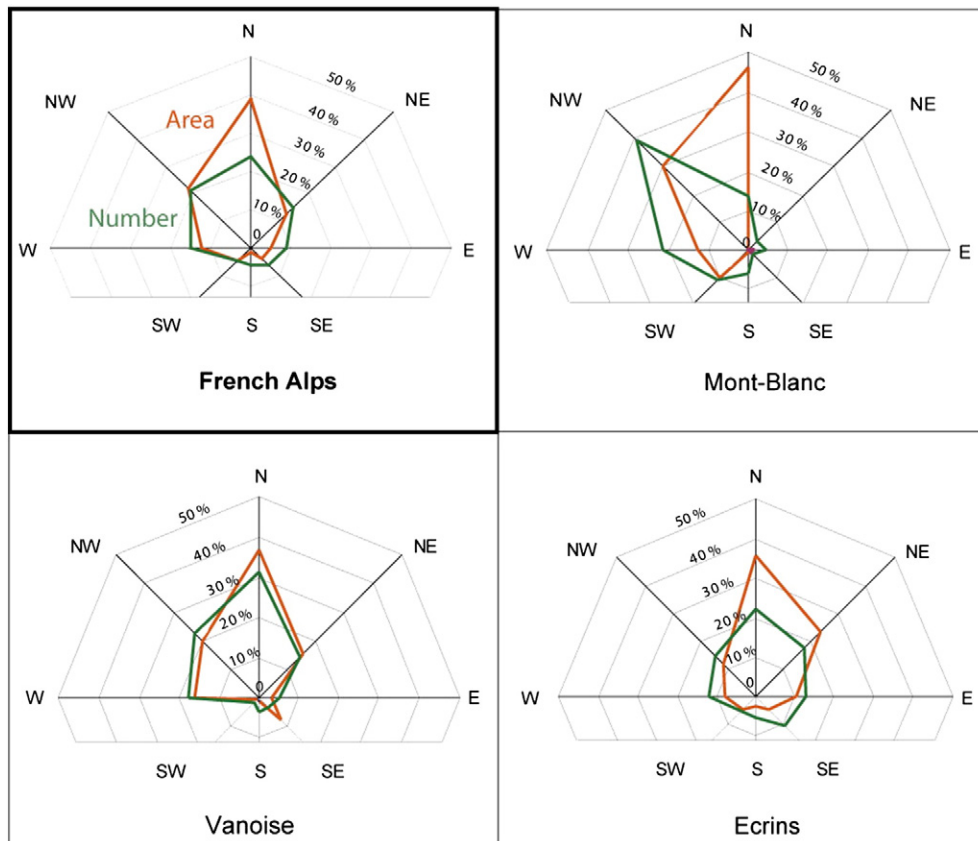 N
50 %
NW
NE
Area
40 %
30 %
20 %
Number
10 %
0
W
E
SW
S
SE
French Alps
N
50 %
NW
NE
40 %
30 %
20 %
10 %
0
W
E
SW
S
SE
Mont-Blanc
N
50 %
NW
NE
40 %
30 %
20 %
10 %
0
W
E
SW
S
SE
Vanoise
N
50 %
NW
NE
40 %
30 %
20 %
10 %
0
W
E
SW
S
SE
Ecrins